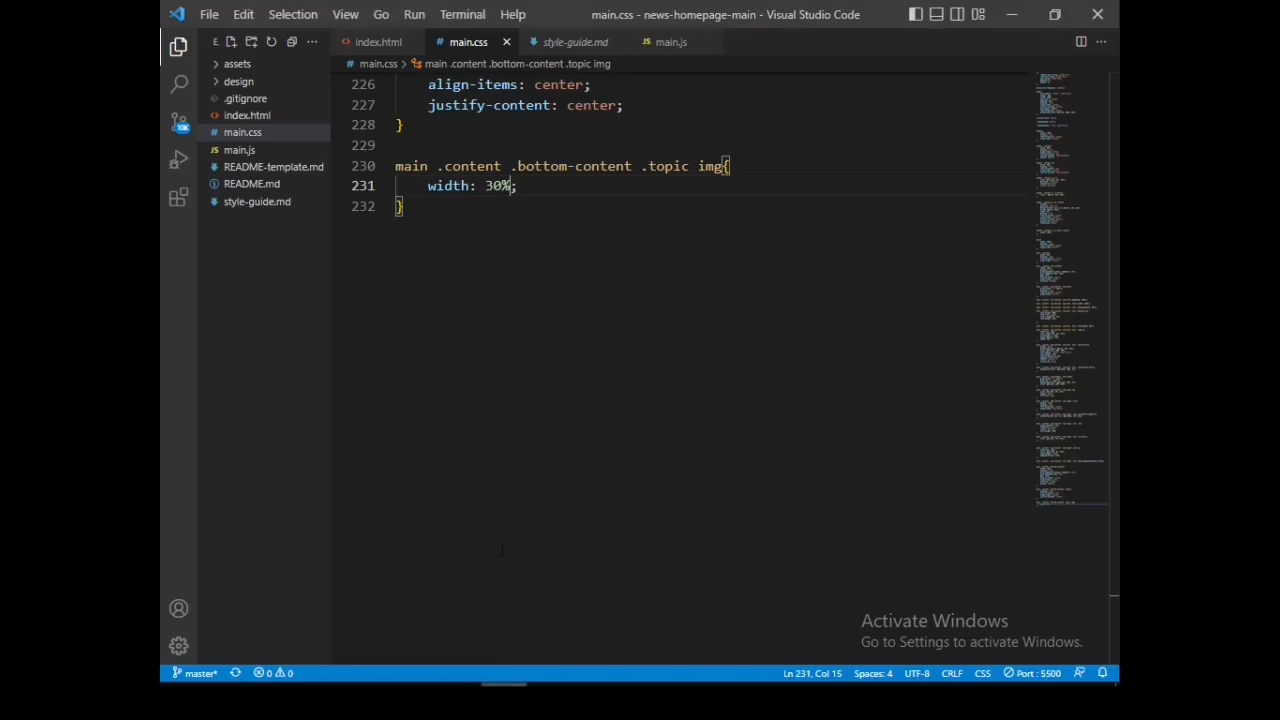 File Edit Selection View Go Run Terminal Help main.css - news-homepage-main - Visual Studio Code
E.
index.html
main.css
style-guide.md
main.js
main.css > main .content .bottom-content .topic img
assets
design
.gitignore
index.html
main.css
main.js
README-template.md
README.md
style-guide.md
10K
226 align-items: center;
227 justify-content: center;
228 }
229
230 main .content .bottom-content .topic img{
231 width: 30%;
232 }
Activate Windows
Go to Settings to activate Windows.
master* 0 0 Ln 231, Col 15 Spaces: 4 UTF-8 CRLF CSS Port : 5500